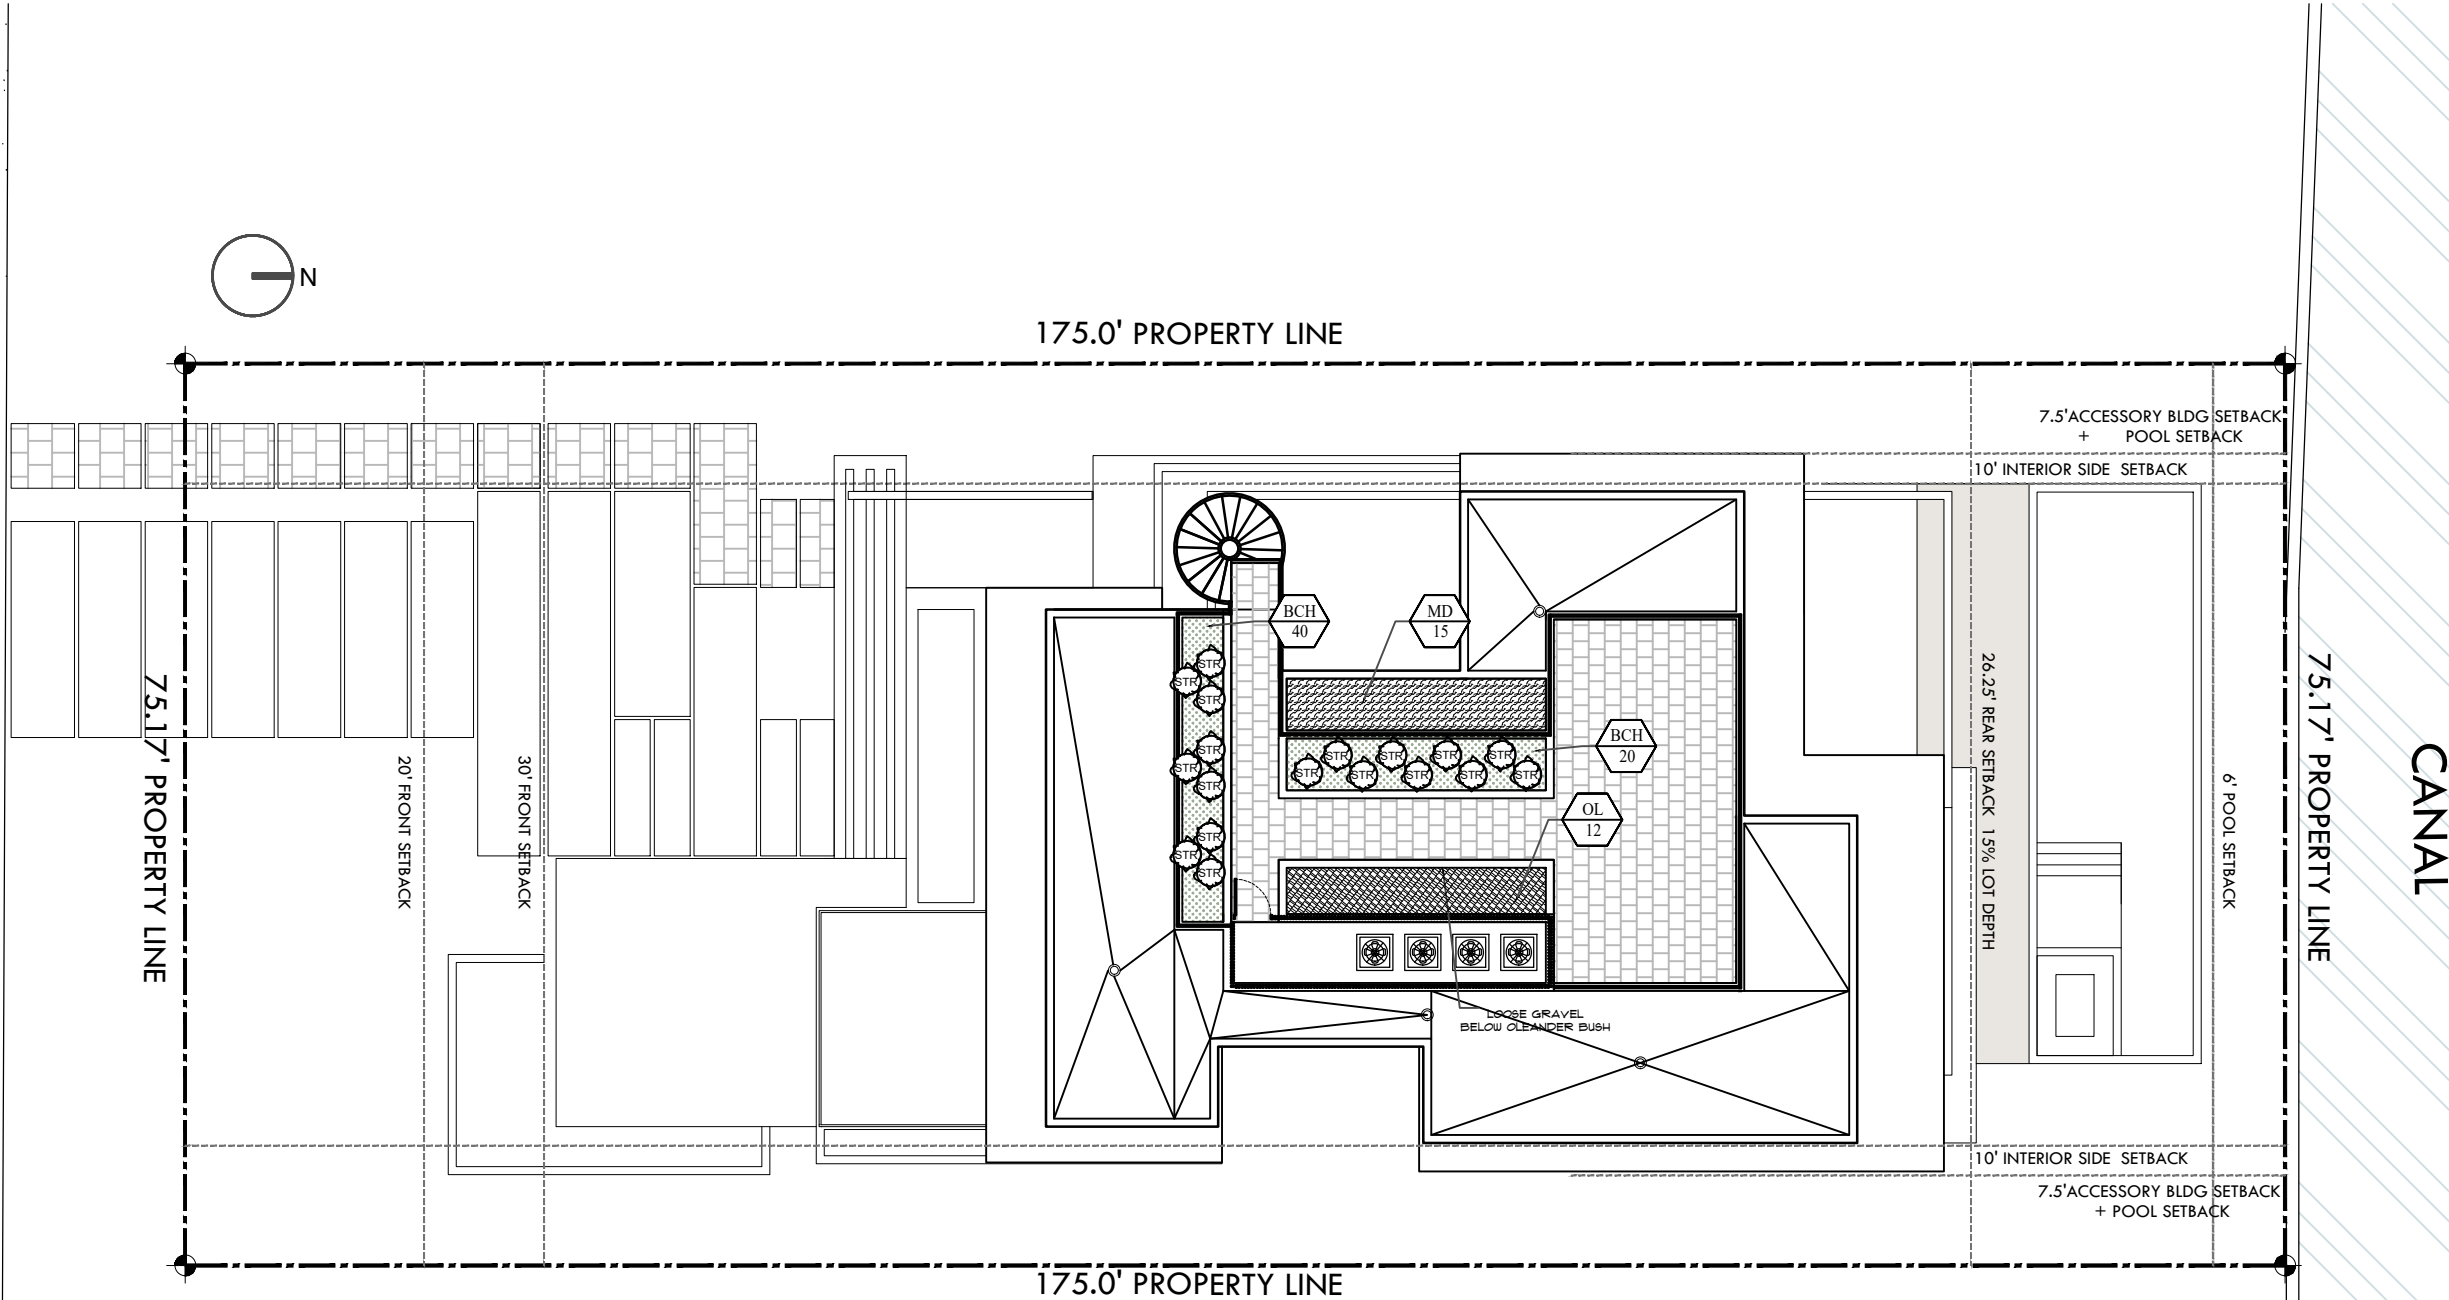 N
175.0' PROPERTY LINE
7.5'ACCESSORY BLDG SETBACK
+ POOL SETBACK
10' INTERIOR SIDE SETBACK
BCH
40
MD
15
STR
STR
STR
STR
STR
STR
STR
STR
STR
BCH
20
STR
STR
STR
STR
STR
STR
STR
STR
STR
OL
12
75.17' PROPERTY LINE
20' FRONT SETBACK
30' FRONT SETBACK
26.25' REAR SETBACK 15% LOT DEPTH
6' POOL SETBACK
75.17' PROPERTY LINE
CANAL
LOOSE GRAVEL
BELOW OLEANDER BUSH
10' INTERIOR SIDE SETBACK
7.5'ACCESSORY BLDG SETBACK
+ POOL SETBACK
175.0' PROPERTY LINE